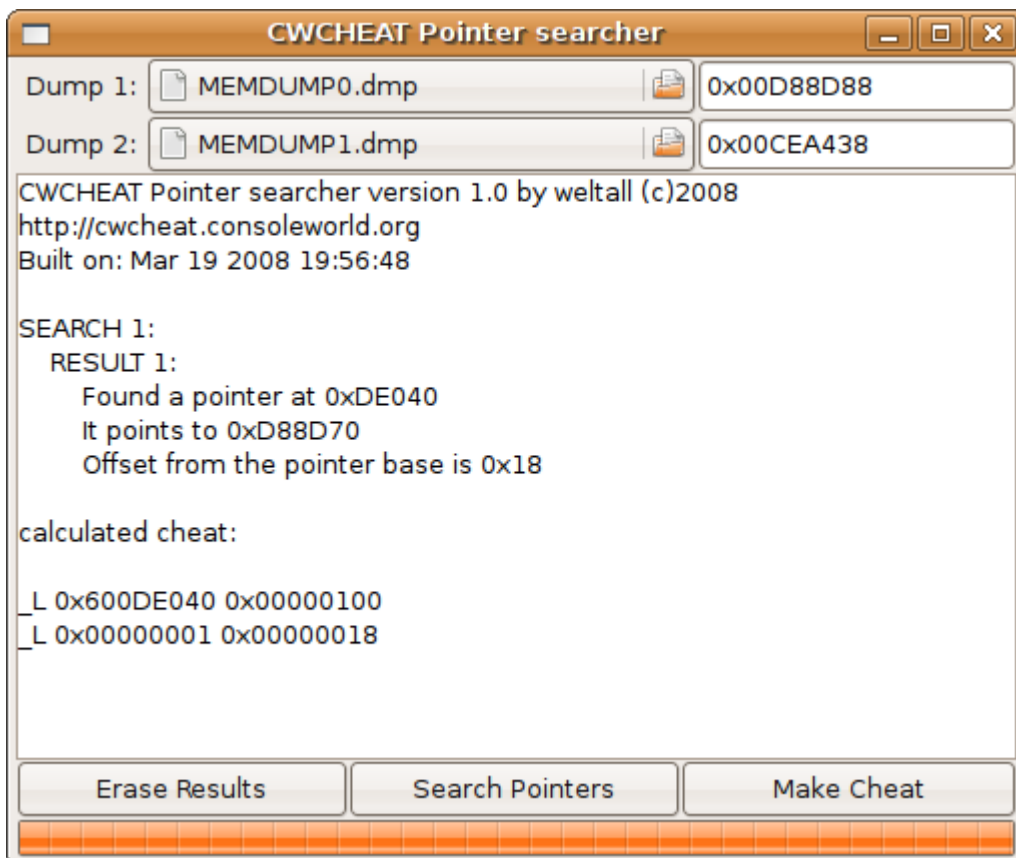 CWCHEAT Pointer searcher
Dump 1: MEMDUMP0.dmp 0x00D88D88
Dump 2: MEMDUMP1.dmp 0x00CEA438
CWCHEAT Pointer searcher version 1.0 by weltall (c)2008
http://cwcheat.consoleworld.org
Built on: Mar 19 2008 19:56:48
SEARCH 1:
RESULT 1:
Found a pointer at 0xDE040
It points to 0xD88D70
Offset from the pointer base is 0x18
calculated cheat:
_L 0x600DE040 0x00000100
_L 0x00000001 0x00000018
Erase Results Search Pointers Make Cheat